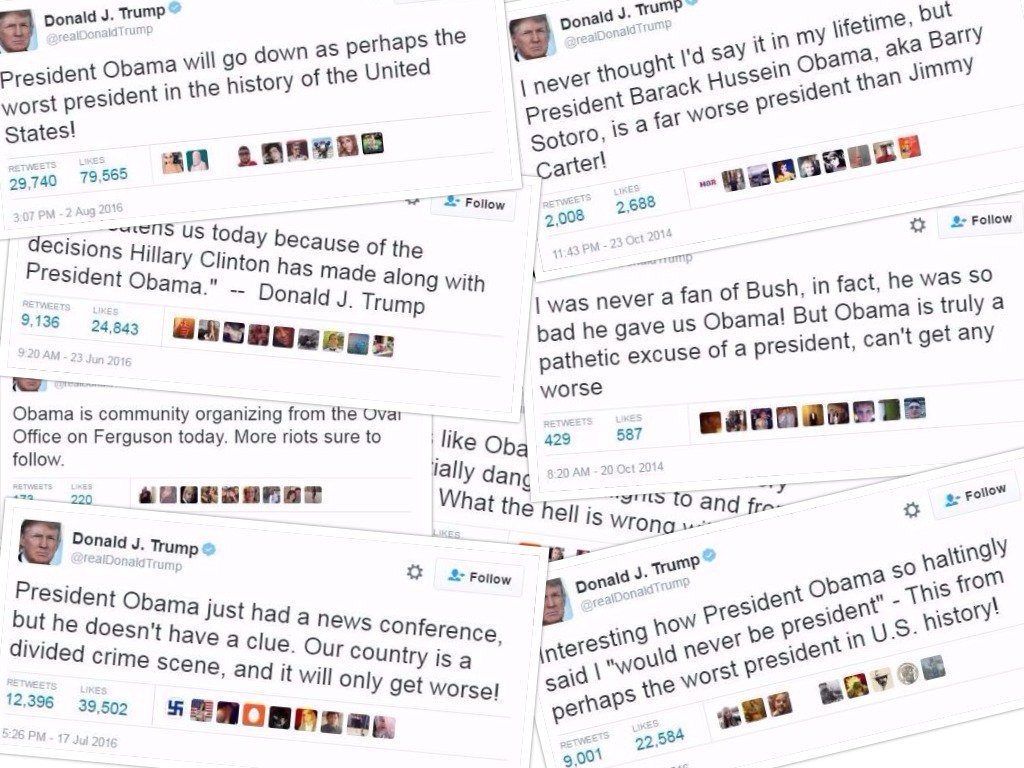 Donald J. Trump
@realDonaldTrump
President Obama will go down as perhaps the
worst president in the history of the United
States!
RETWEETS LIKES
29,740 79,565
3:07 PM - 2 Aug 2016
Donald J. Trump
@realDonaldTrump
I never thought I'd say it in my lifetime, but
President Barack Hussein Obama, aka Barry
Sotoro, is a far worse president than Jimmy
Carter!
RETWEETS LIKES
2,008 2,688
11:43 PM - 23 Oct 2014
Follow
us today because of the
decisions Hillary Clinton has made along with
President Obama." -- Donald J. Trump
RETWEETS LIKES
9,136 24,843
9:20 AM - 23 Jun 2016
Follow
I was never a fan of Bush, in fact, he was so
bad he gave us Obama! But Obama is truly a
pathetic excuse of a president, can't get any
worse
RETWEETS LIKES
429 587
8:20 AM - 20 Oct 2014
Obama is community organizing from the Oval
Office on Ferguson today. More riots sure to
follow.
RETWEETS LIKES
173 220
like Oba
ially dang
to and
What the hell is wrong
LIKES
Donald J. Trump
@realDonaldTrump
Follow
President Obama just had a news conference,
but he doesn't have a clue. Our country is a
divided crime scene, and it will only get worse!
RETWEETS LIKES
12,396 39,502
5:26 PM - 17 Jul 2016
Donald J. Trump
@realDonaldTrump
Follow
Interesting how President Obama so haltingly
said I "would never be president" - This from
perhaps the worst president in U.S. history!
RETWEETS LIKES
9,001 22,584